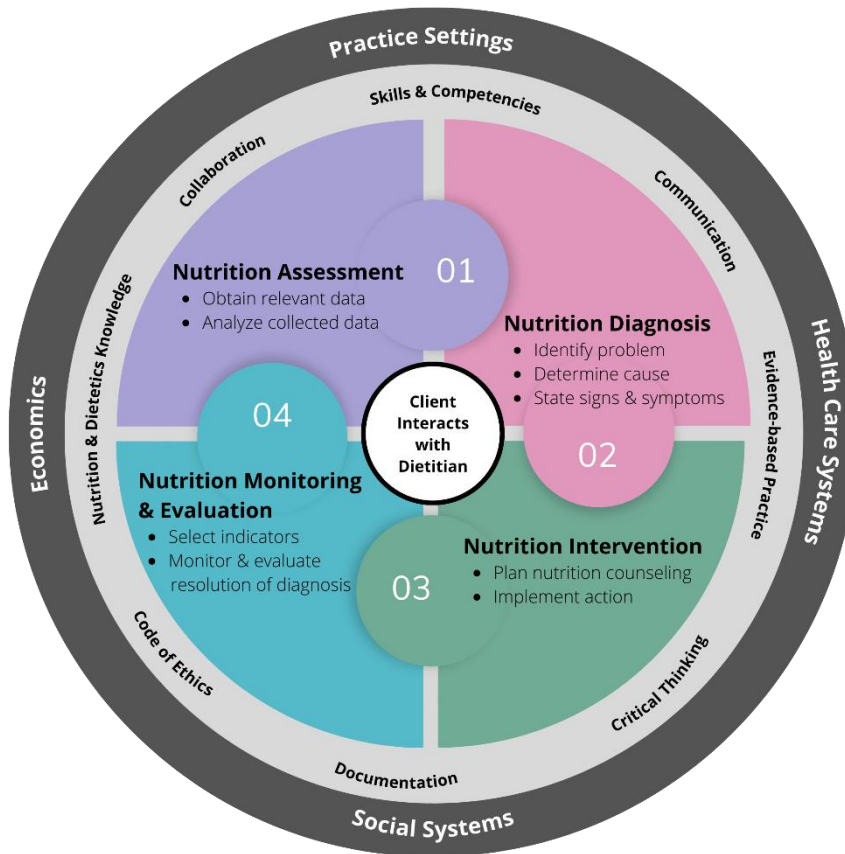 Practice Settings
Skills & Competencies
Collaboration
Communication
Nutrition & Dietetics Knowledge
Economics
Health Care Systems
Evidence-based Practice
Nutrition Assessment
• Obtain relevant data
• Analyze collected data
01
Nutrition Diagnosis
• Identify problem
• Determine cause
• State signs & symptoms
02
Client
Interacts
with
Dietitian
04
Nutrition Monitoring
& Evaluation
• Select indicators
• Monitor & evaluate
resolution of diagnosis
03
Nutrition Intervention
• Plan nutrition counseling
• Implement action
Code of Ethics
Critical Thinking
Documentation
Social Systems